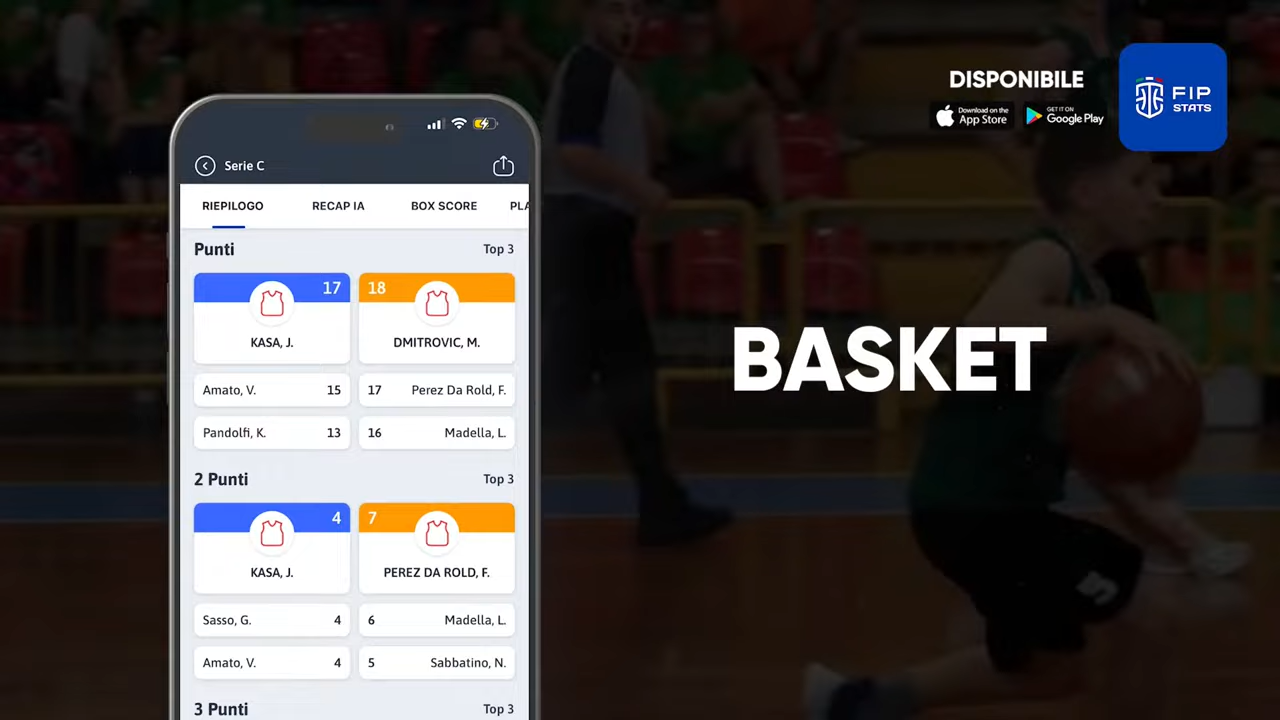 DISPONIBILE
Download on the
App Store
GET IT ON
Google Play
FIP
STATS
Serie C
RIEPILOGO
RECAP IA
BOX SCORE
PLA
Punti
Top 3
17
18
KASA, J.
DMITROVIC, M.
Amato, V. 15
17 Perez Da Rold, F.
Pandolfi, K. 13
16 Madella, L.
2 Punti
Top 3
4
7
KASA, J.
PEREZ DA ROLD, F.
Sasso, G. 4
6 Madella, L.
Amato, V. 4
5 Sabbatino, N.
3 Punti
Top 3
BASKET